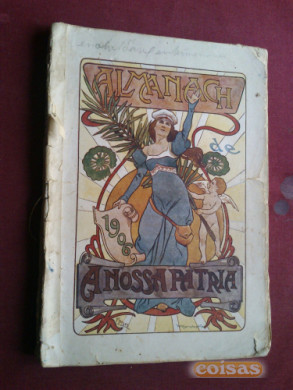 ALMANACH
de
1906
A NOSSA PATRIA
coisas